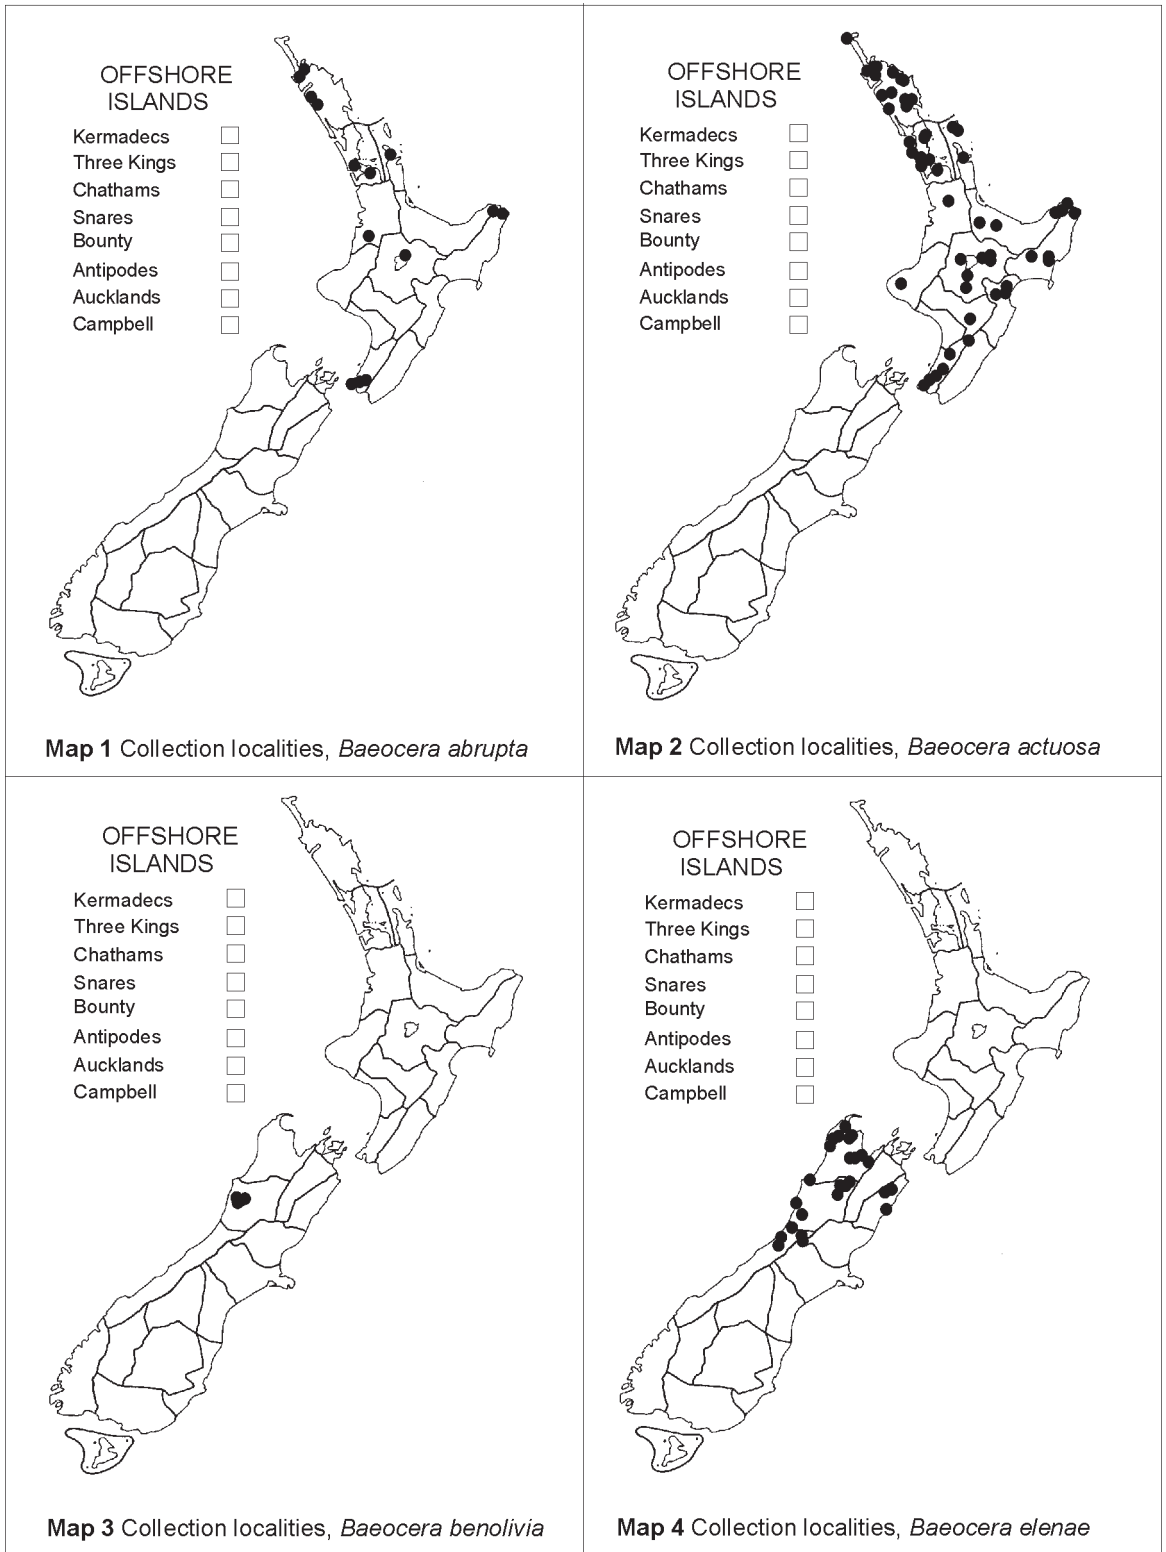 OFFSHORE
ISLANDS
Kermadecs
Three Kings
Chathams
Snares
Bounty
Antipodes
Aucklands
Campbell
Map 1 Collection localities, Baeocera abrupta
OFFSHORE
ISLANDS
Kermadecs
Three Kings
Chathams
Snares
Bounty
Antipodes
Aucklands
Campbell
Map 2 Collection localities, Baeocera actuosa
OFFSHORE
ISLANDS
Kermadecs
Three Kings
Chathams
Snares
Bounty
Antipodes
Aucklands
Campbell
Map 3 Collection localities, Baeocera benolivia
OFFSHORE
ISLANDS
Kermadecs
Three Kings
Chathams
Snares
Bounty
Antipodes
Aucklands
Campbell
Map 4 Collection localities, Baeocera elenae